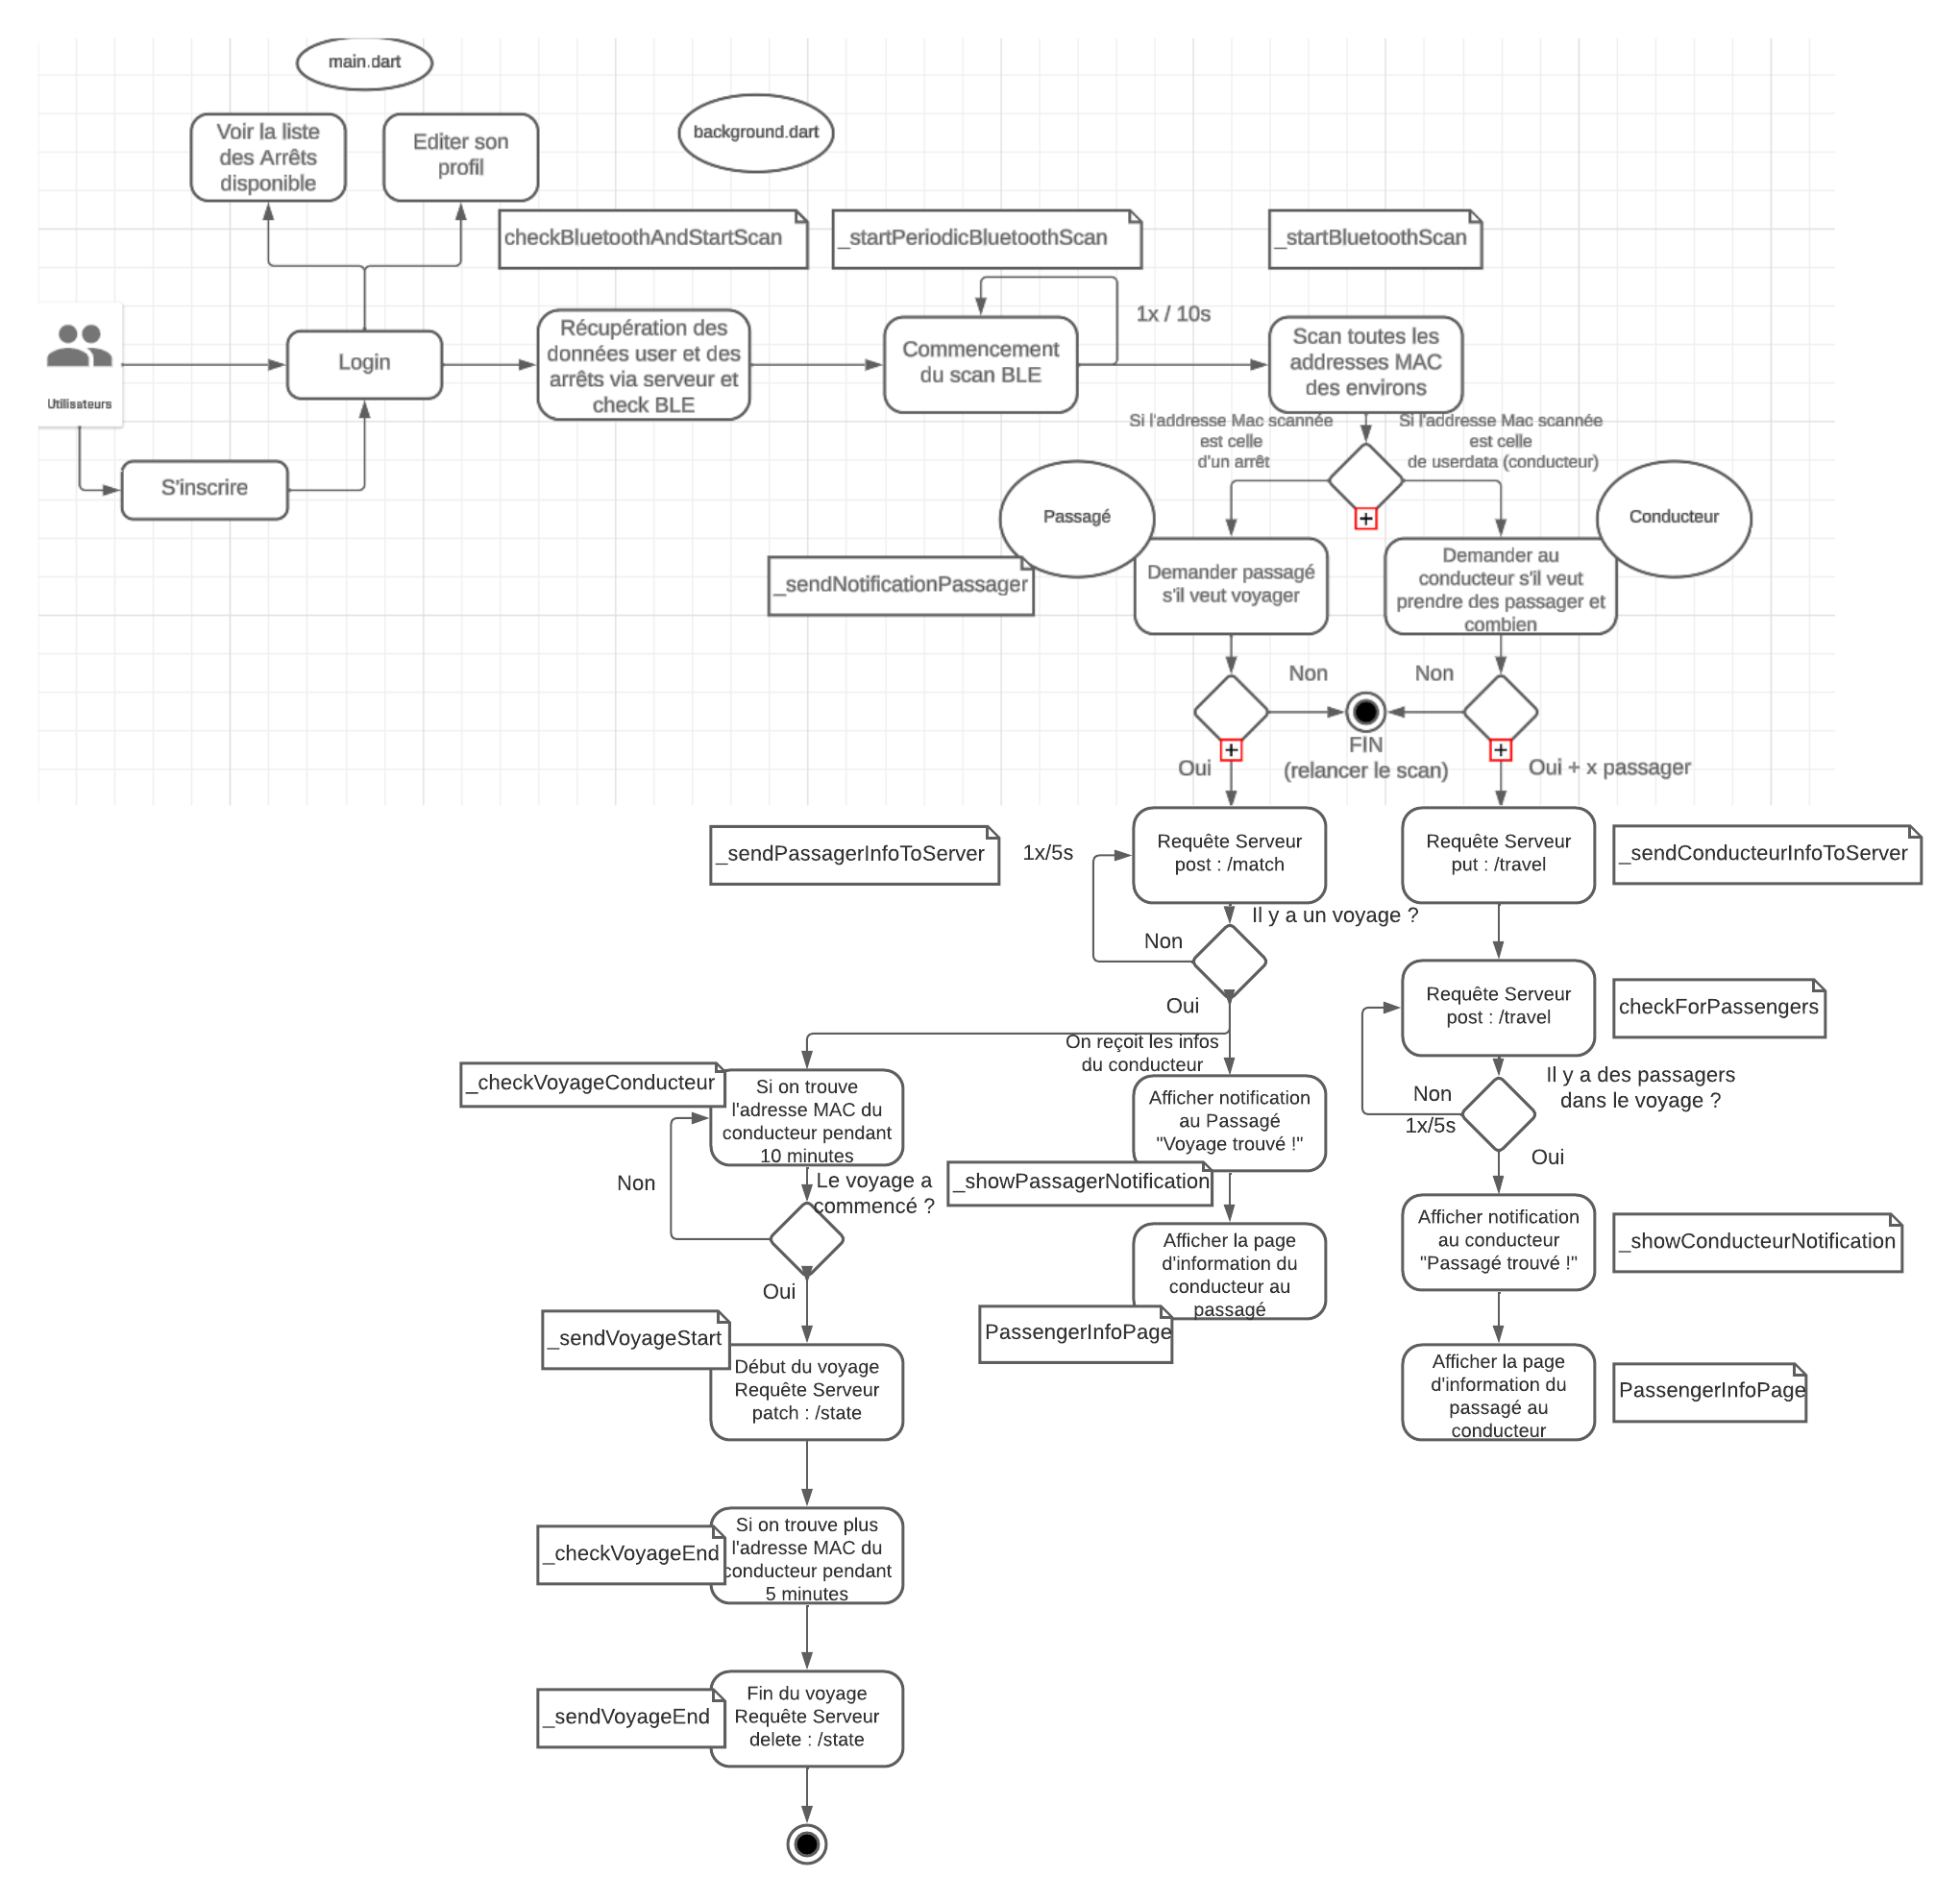 main.dart
background.dart
Voir la liste
des Arrêts
disponible
Editer son
profil
checkBluetoothAndStartScan
_startPeriodicBluetoothScan
_startBluetoothScan
1x / 10s
Utilisateurs
Login
Récupération des
données user et des
arrêts via serveur et
check BLE
Commencement
du scan BLE
Scan toutes les
addresses MAC
des environs
S'inscrire
Si l'addresse Mac scannée
est celle
d'un arrêt
Si l'addresse Mac scannée
est celle
de userdata (conducteur)
Passagé
Conducteur
_sendNotificationPassager
Demander passagé
s'il veut voyager
Demander au
conducteur s'il veut
prendre des passager et
combien
Non
Non
FIN
(relancer le scan)
Oui
Oui + x passager
_sendPassagerInfoToServer
1x/5s
Requête Serveur
post : /match
Requête Serveur
put : /travel
_sendConducteurInfoToServer
Il y a un voyage ?
Non
Oui
Requête Serveur
post : /travel
checkForPassengers
On reçoit les infos
du conducteur
_checkVoyageConducteur
Si on trouve
l'adresse MAC du
conducteur pendant
10 minutes
Afficher notification
au Passagé
"Voyage trouvé !"
Non
1x/5s
Il y a des passagers
dans le voyage ?
Oui
Non
Le voyage a
commencé ?
_showPassagerNotification
Oui
Afficher la page
d'information du
conducteur au
passagé
PassengerInfoPage
Afficher notification
au conducteur
"Passagé trouvé !"
_showConducteurNotification
_sendVoyageStart
Début du voyage
Requête Serveur
patch : /state
Afficher la page
d'information du
passagé au
conducteur
PassengerInfoPage
_checkVoyageEnd
Si on trouve plus
l'adresse MAC du
conducteur pendant
5 minutes
_sendVoyageEnd
Fin du voyage
Requête Serveur
delete : /state